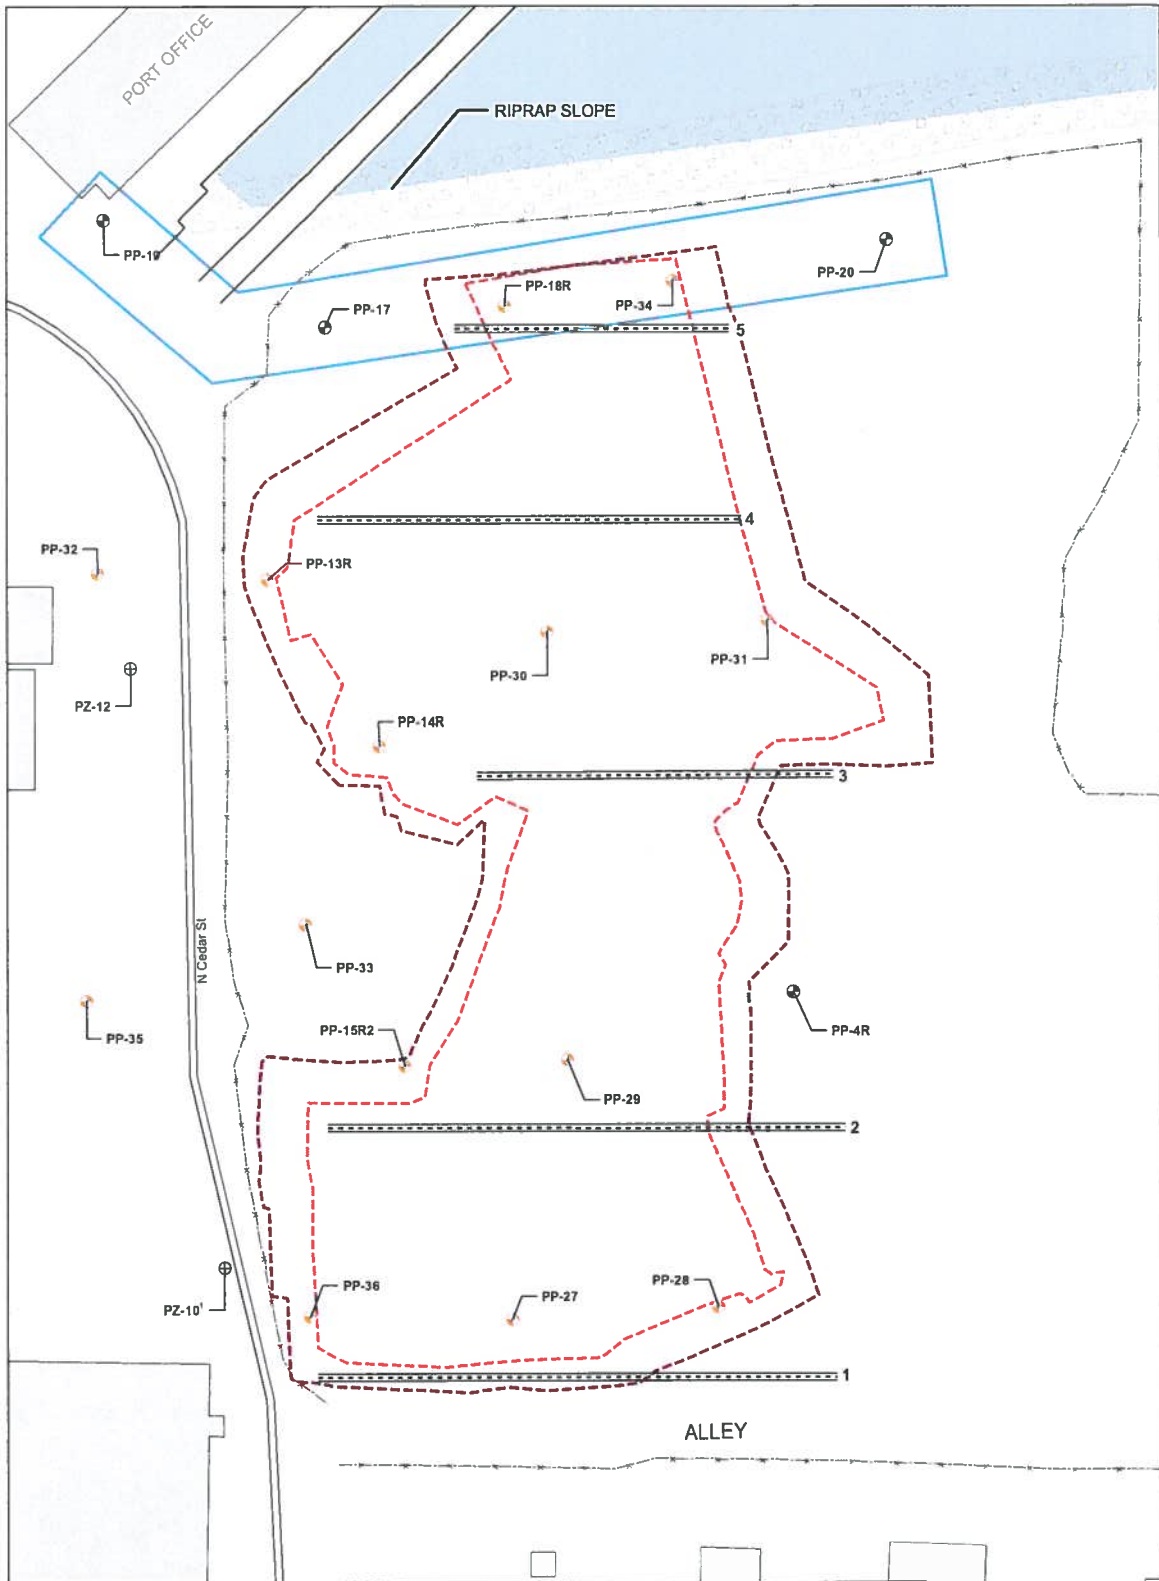 PORT OFFICE
RIPRAP SLOPE
PP-19
PP-17
PP-18R
PP-34
PP-20
5
4
PP-32
PP-13R
PP-30
PP-31
PZ-12
PP-14R
3
N Cedar St
PP-33
PP-35
PP-15R2
PP-4R
PP-29
2
PP-36
PP-27
PP-28
PZ-10¹
1
ALLEY